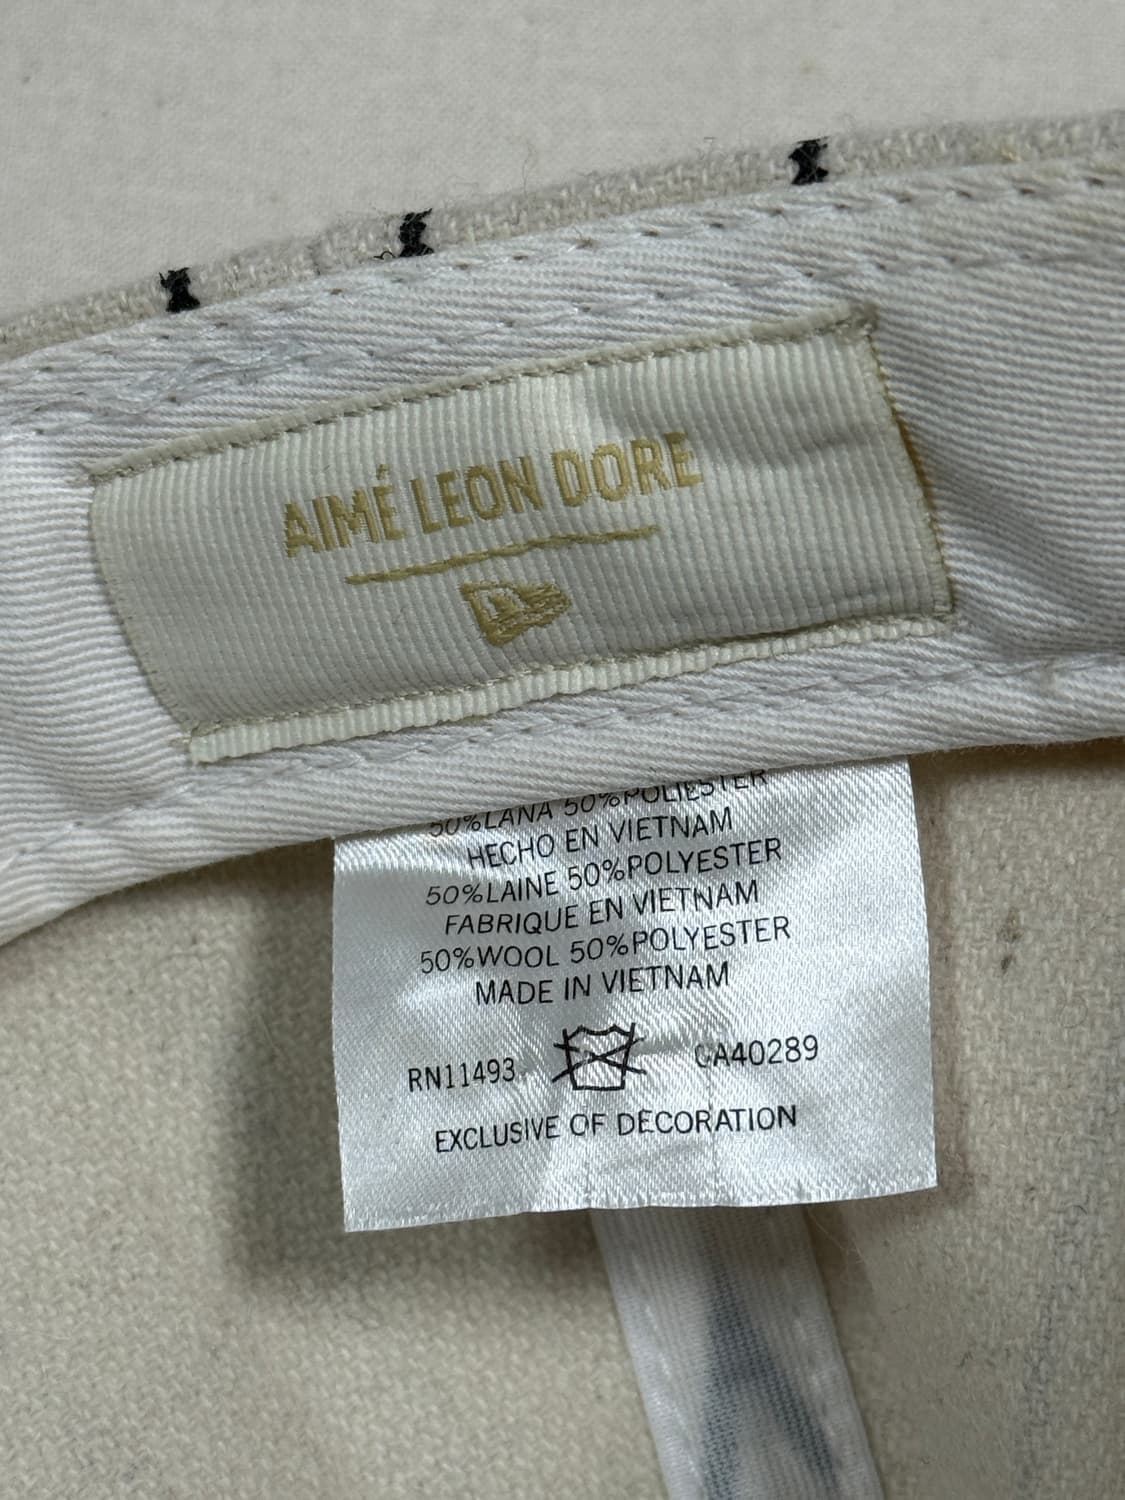 AIMÉ LEON DORE
50%LANA 50%POLIESTER
HECHO EN VIETNAM
50%LAINE 50%POLYESTER
FABRIQUE EN VIETNAM
50%WOOL 50%POLYESTER
MADE IN VIETNAM
RN11493 CA40289
EXCLUSIVE OF DECORATION